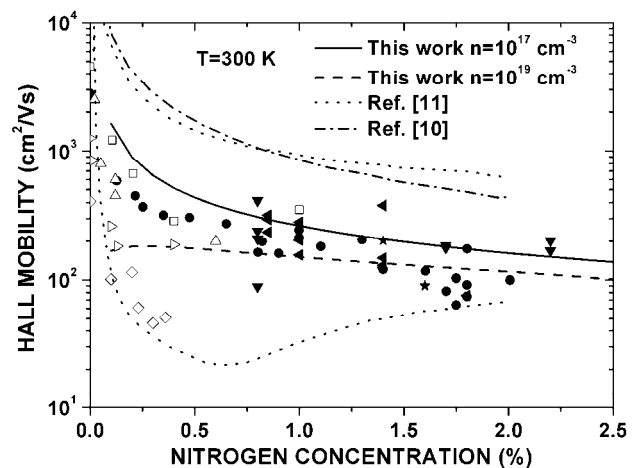 10⁴
10³
10²
10¹
HALL MOBILITY (cm²/Vs)
T=300 K
This work n=10¹⁷ cm⁻³
This work n=10¹⁹ cm⁻³
Ref. [11]
Ref. [10]
0.0 0.5 1.0 1.5 2.0 2.5
NITROGEN CONCENTRATION (%)